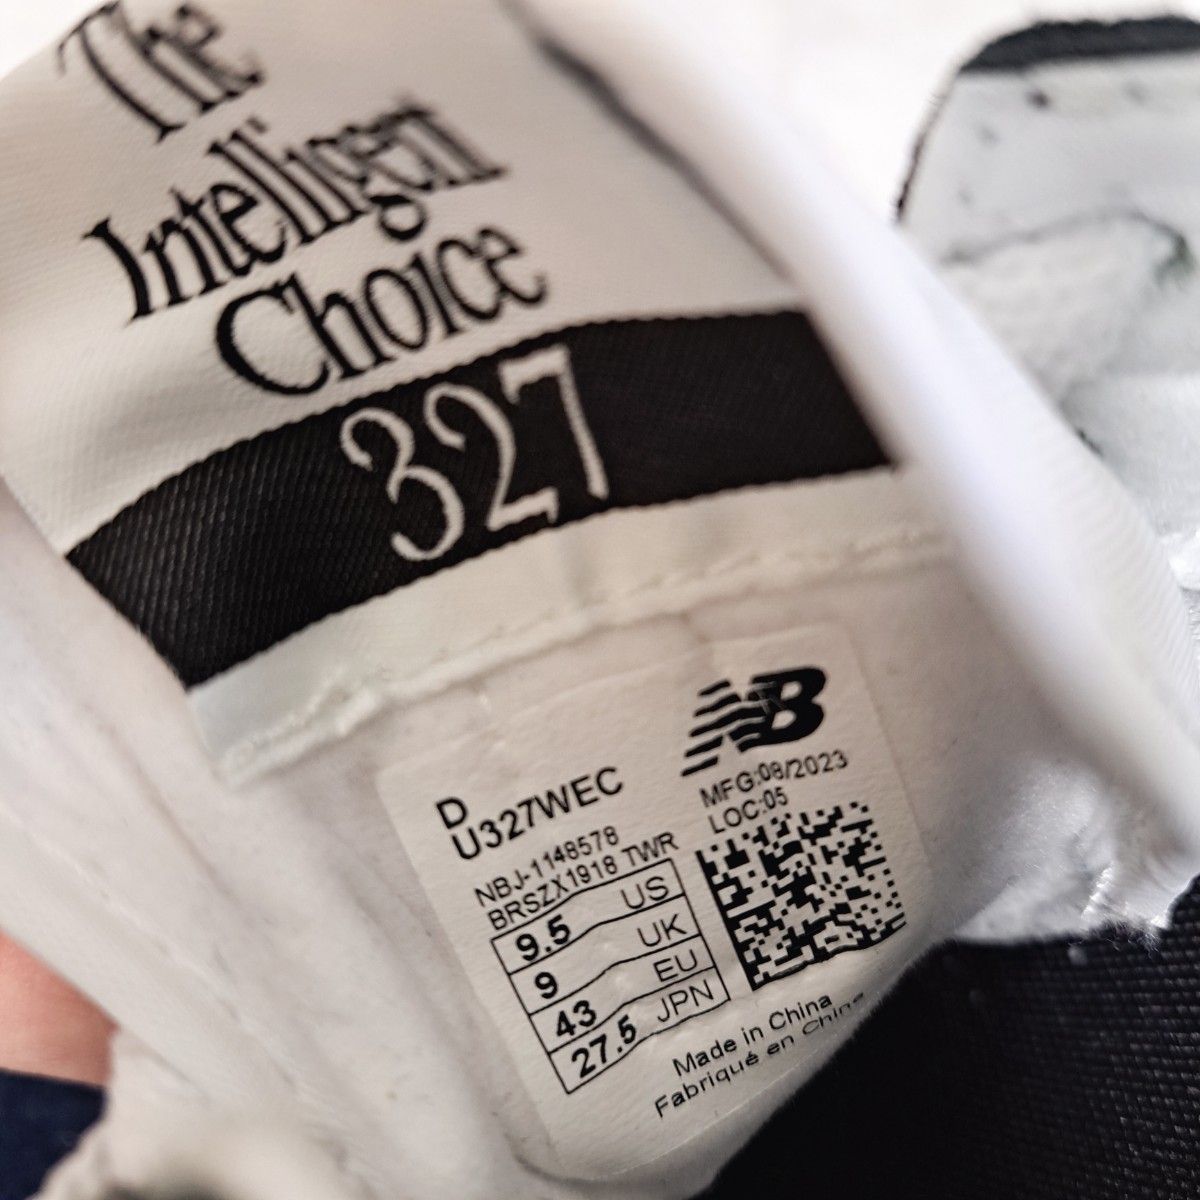 The
Intelligent
Choice
327
NB
D
U327WEC
NBJ-1148578
BRSZX1918 TWR
9.5 US
9 UK
43 EU
27.5 JPN
MFG:08/2023
LOC:05
Made in China
Fabriqué en Chine